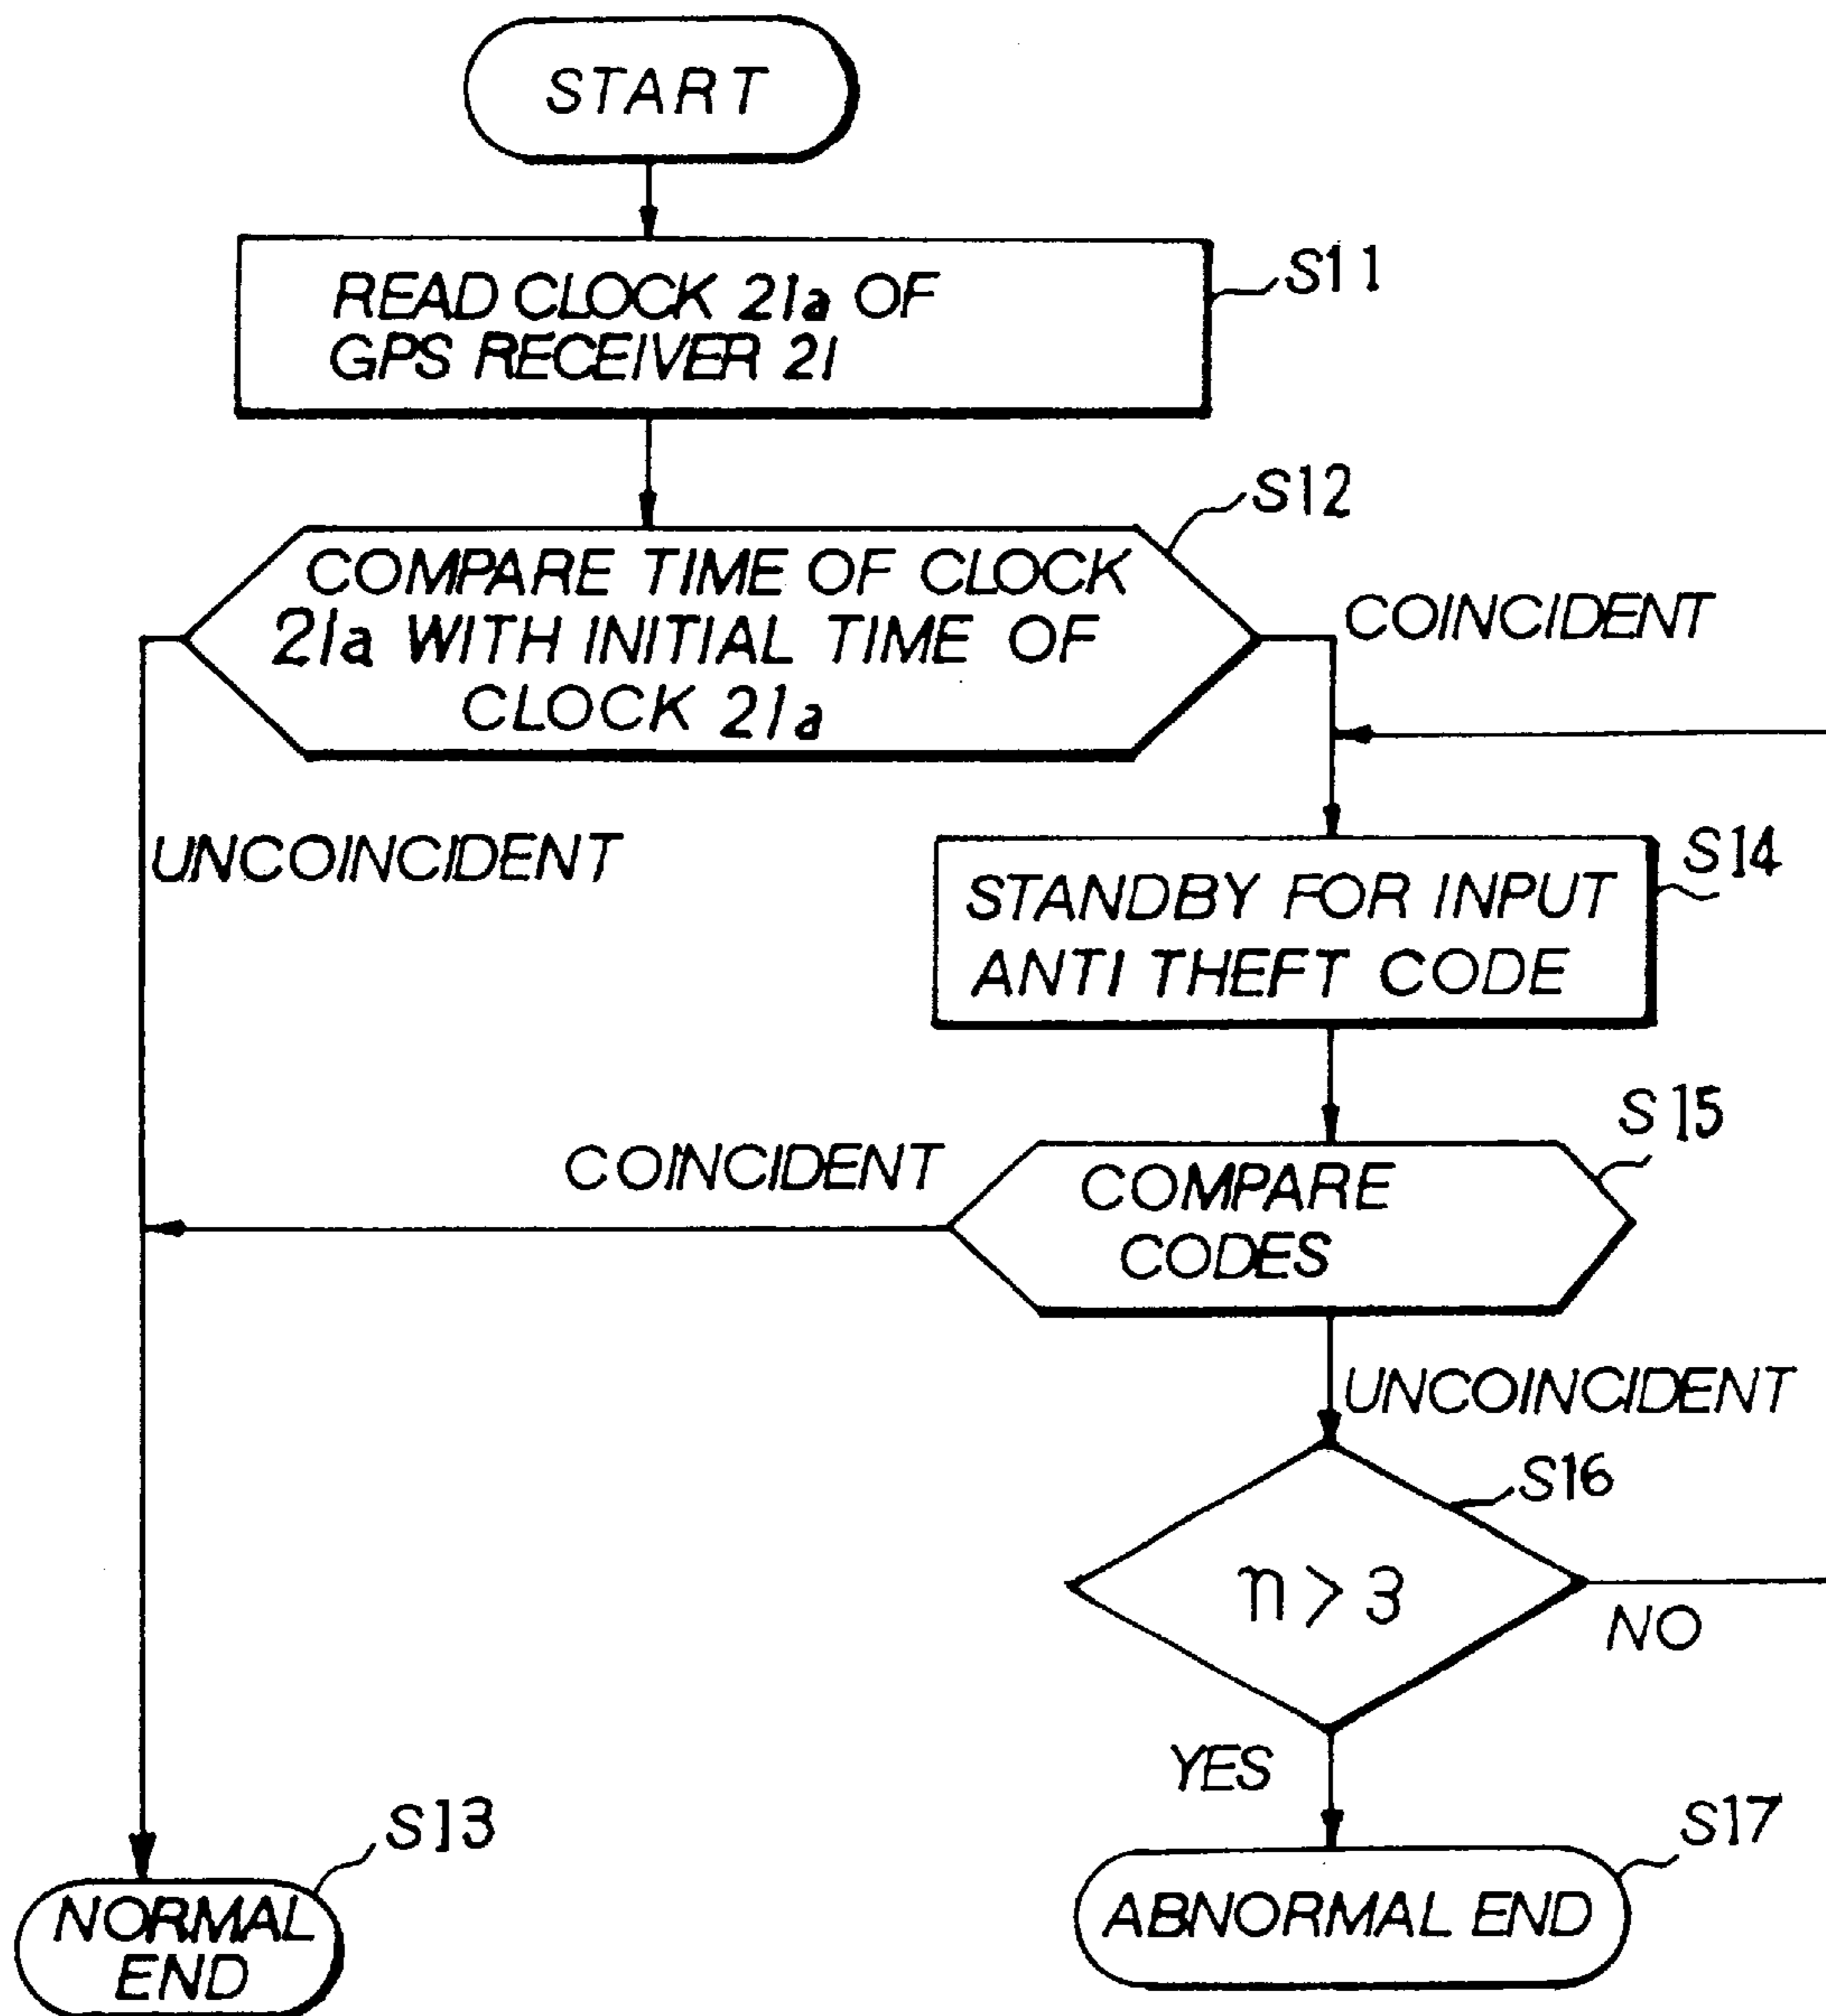 START
READ CLOCK 21a OF
GPS RECEIVER 21
S11
COMPARE TIME OF CLOCK
21a WITH INITIAL TIME OF
CLOCK 21a
S12
COINCIDENT
UNCOINCIDENT
STANDBY FOR INPUT
ANTI THEFT CODE
S14
COMPARE
CODES
S15
COINCIDENT
UNCOINCIDENT
n > 3
S16
NO
YES
NORMAL
END
S13
ABNORMAL END
S17